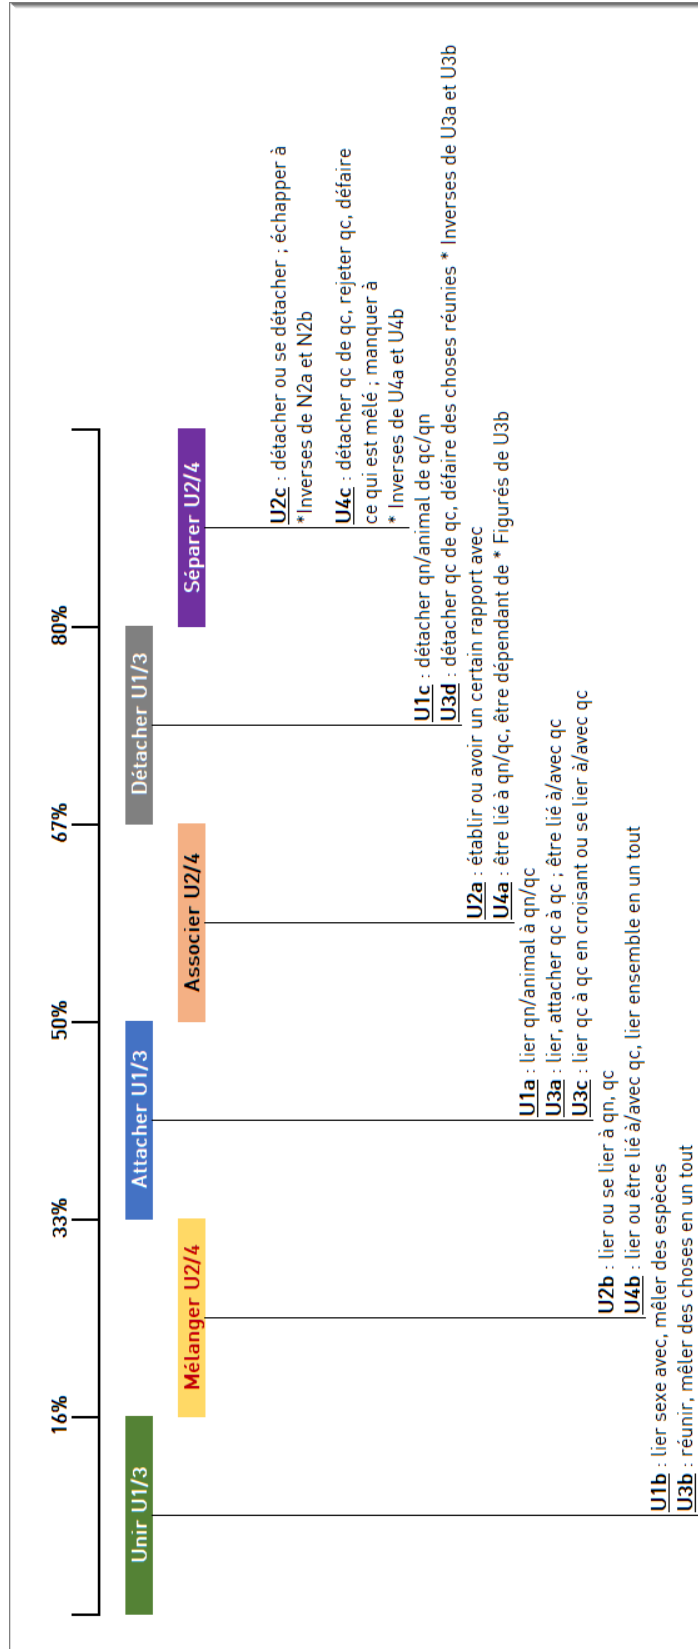 16%
33%
50%
67%
80%
Unir U1/3
Mélanger U2/4
Attacher U1/3
Associer U2/4
Détacher U1/3
Séparer U2/4
U2c : détacher ou se détacher ; échapper à
*Inverses de N2a et N2b
U4c : détacher qc de qc, rejeter qc, défaire
ce qui est mêlé ; manquer à
* Inverses de U4a et U4b
U1c : détacher qn/animal de qc/qn
U3d : détacher qc de qc, défaire des choses réunies * Inverses de U3a et U3b
U2a : établir ou avoir un certain rapport avec
U4a : être lié à qn/qc, être dépendant de * Figurés de U3b
U1a : lier qn/animal à qn/qc
U3a : lier, attacher qc à qc ; être lié à/avec qc
U3c : lier qc à qc en croisant ou se lier à/avec qc
U2b : lier ou se lier à qn, qc
U4b : lier ou être lié à/avec qc, lier ensemble en un tout
U1b : lier sexe avec, mêler des espèces
U3b : réunir, mêler des choses en un tout